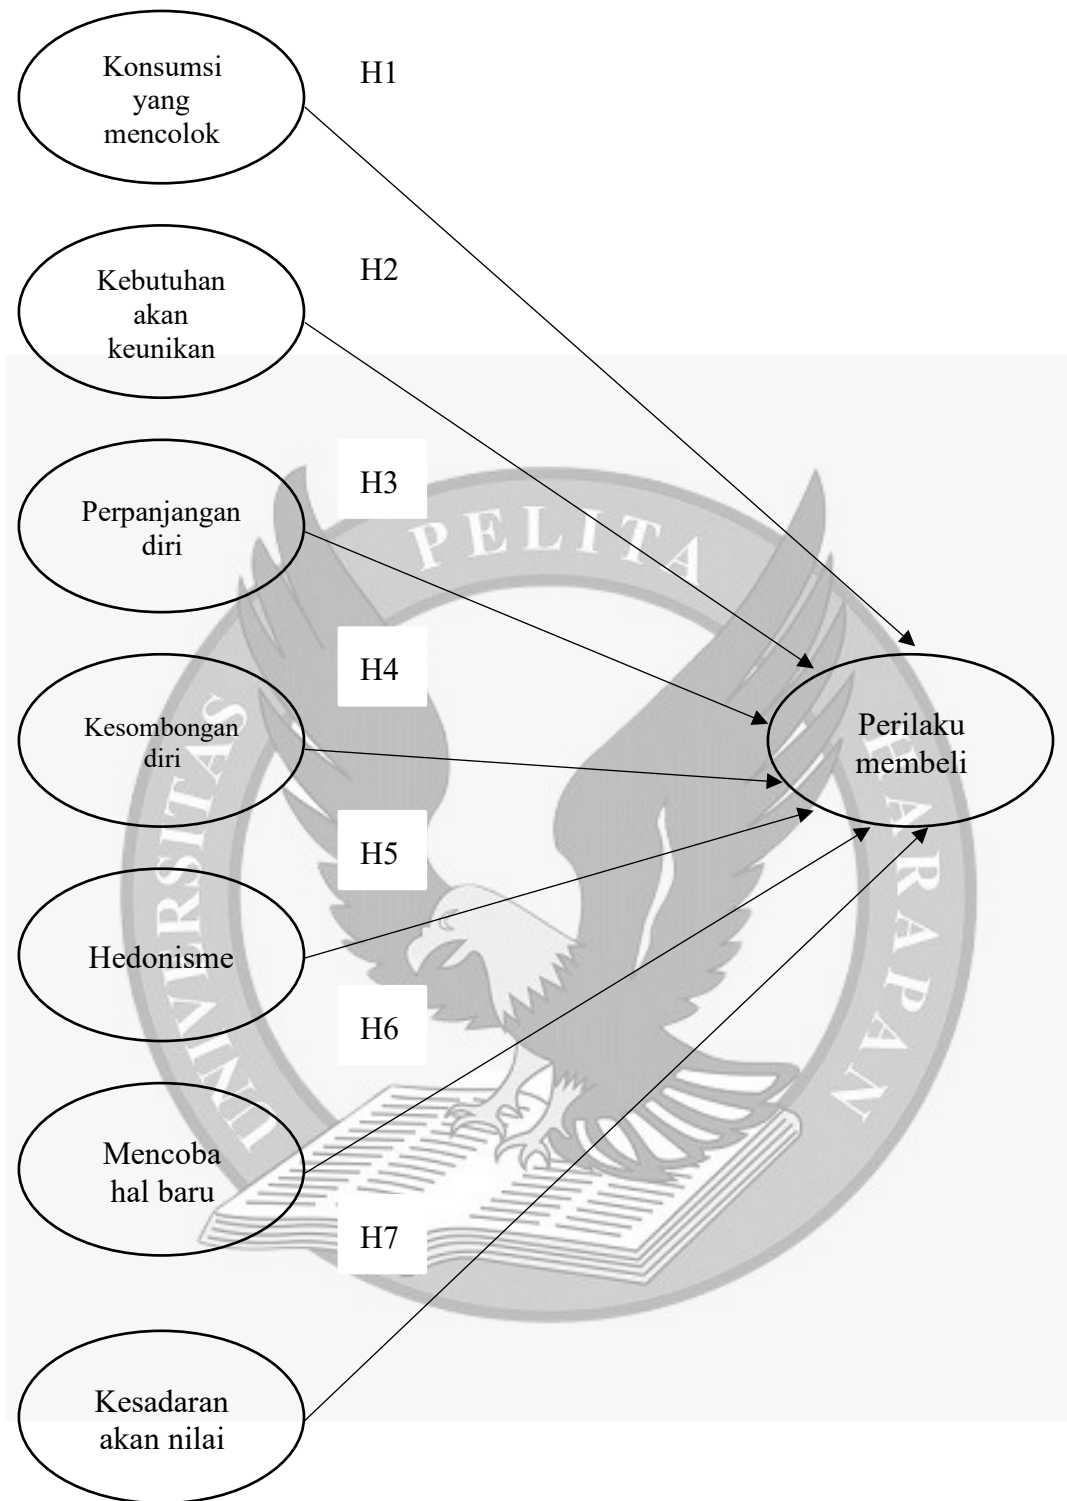 Konsumsi
yang
mencolok
H1
Kebutuhan
akan
keunikan
H2
Perpanjangan
diri
H3
Kesombongan
diri
H4
Perilaku
membeli
Hedonisme
H5
Mencoba
hal baru
H6
Kesadaran
akan nilai
H7
UNIVERSITAS PELITA HARAPAN